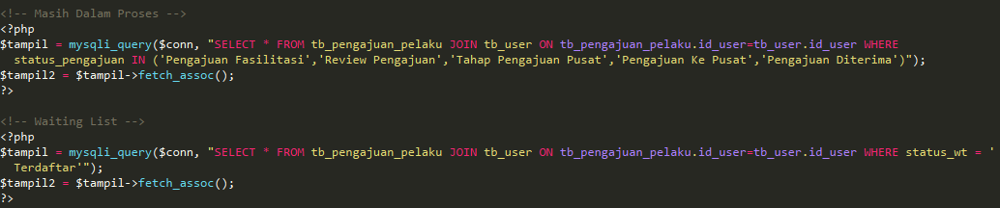 <!-- Masih Dalam Proses -->
<?php
$tampil = mysqli_query($conn, "SELECT * FROM tb_pengajuan_pelaku JOIN tb_user ON tb_pengajuan_pelaku.id_user=tb_user.id_user WHERE
status_pengajuan IN ('Pengajuan Fasilitasi','Review Pengajuan','Tahap Pengajuan Pusat','Pengajuan Ke Pusat','Pengajuan Diterima')");
$tampil2 = $tampil->fetch_assoc();
?>

<!-- Waiting List -->
<?php
$tampil = mysqli_query($conn, "SELECT * FROM tb_pengajuan_pelaku JOIN tb_user ON tb_pengajuan_pelaku.id_user=tb_user.id_user WHERE status_wt = '
Terdaftar'");
$tampil2 = $tampil->fetch_assoc();
?>